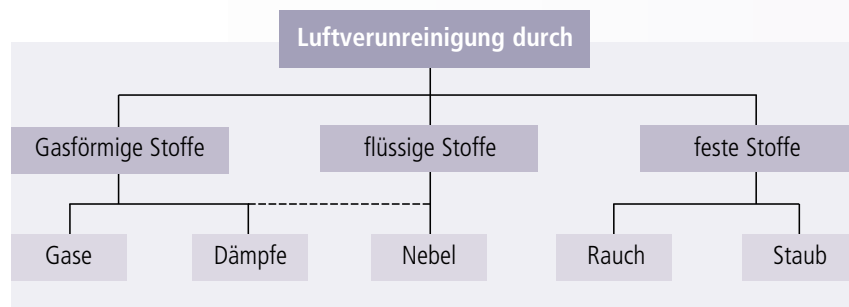 Luftverunreinigung durch
Gasförmige Stoffe
flüssige Stoffe
feste Stoffe
Gase
Dämpfe
Nebel
Rauch
Staub